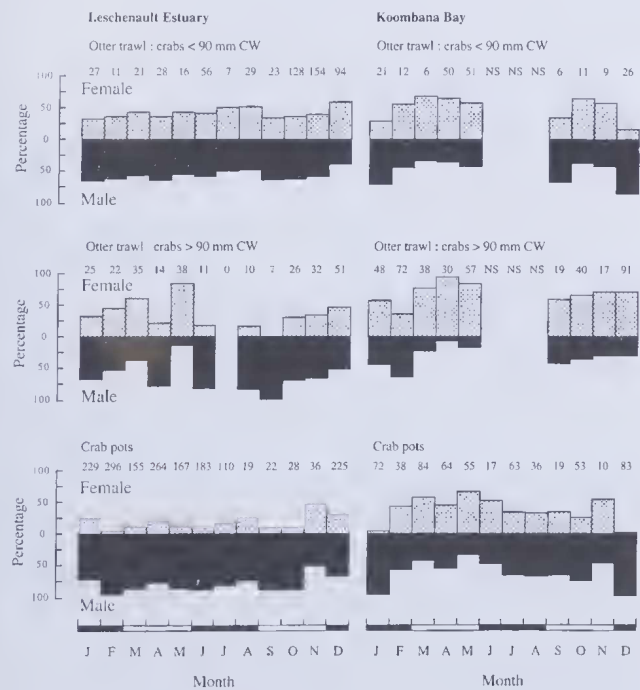 Leschenault Estuary Koombana Bay
Otter trawl : crabs < 90 mm CW Otter trawl : crabs < 90 mm CW
27 11 21 28 16 56 7 29 23 128 154 94 21 12 6 50 51 NS NS NS 6 11 9 26
100
Female
50
Percentage
0
50
Male
100
Otter trawl crabs > 90 mm CW Otter trawl : crabs > 90 mm CW
25 22 35 14 38 11 0 10 7 26 32 51 48 72 38 30 57 NS NS NS 19 40 17 91
100
Female
50
Percentage
0
50
Male
100
Crab pots Crab pots
229 296 155 264 167 183 110 19 22 28 36 225 72 38 84 64 55 17 63 36 19 53 10 83
100
Female
50
Percentage
0
50
Male
100
J F M A M J J A S O N D J F M A M J J A S O N D
Month Month